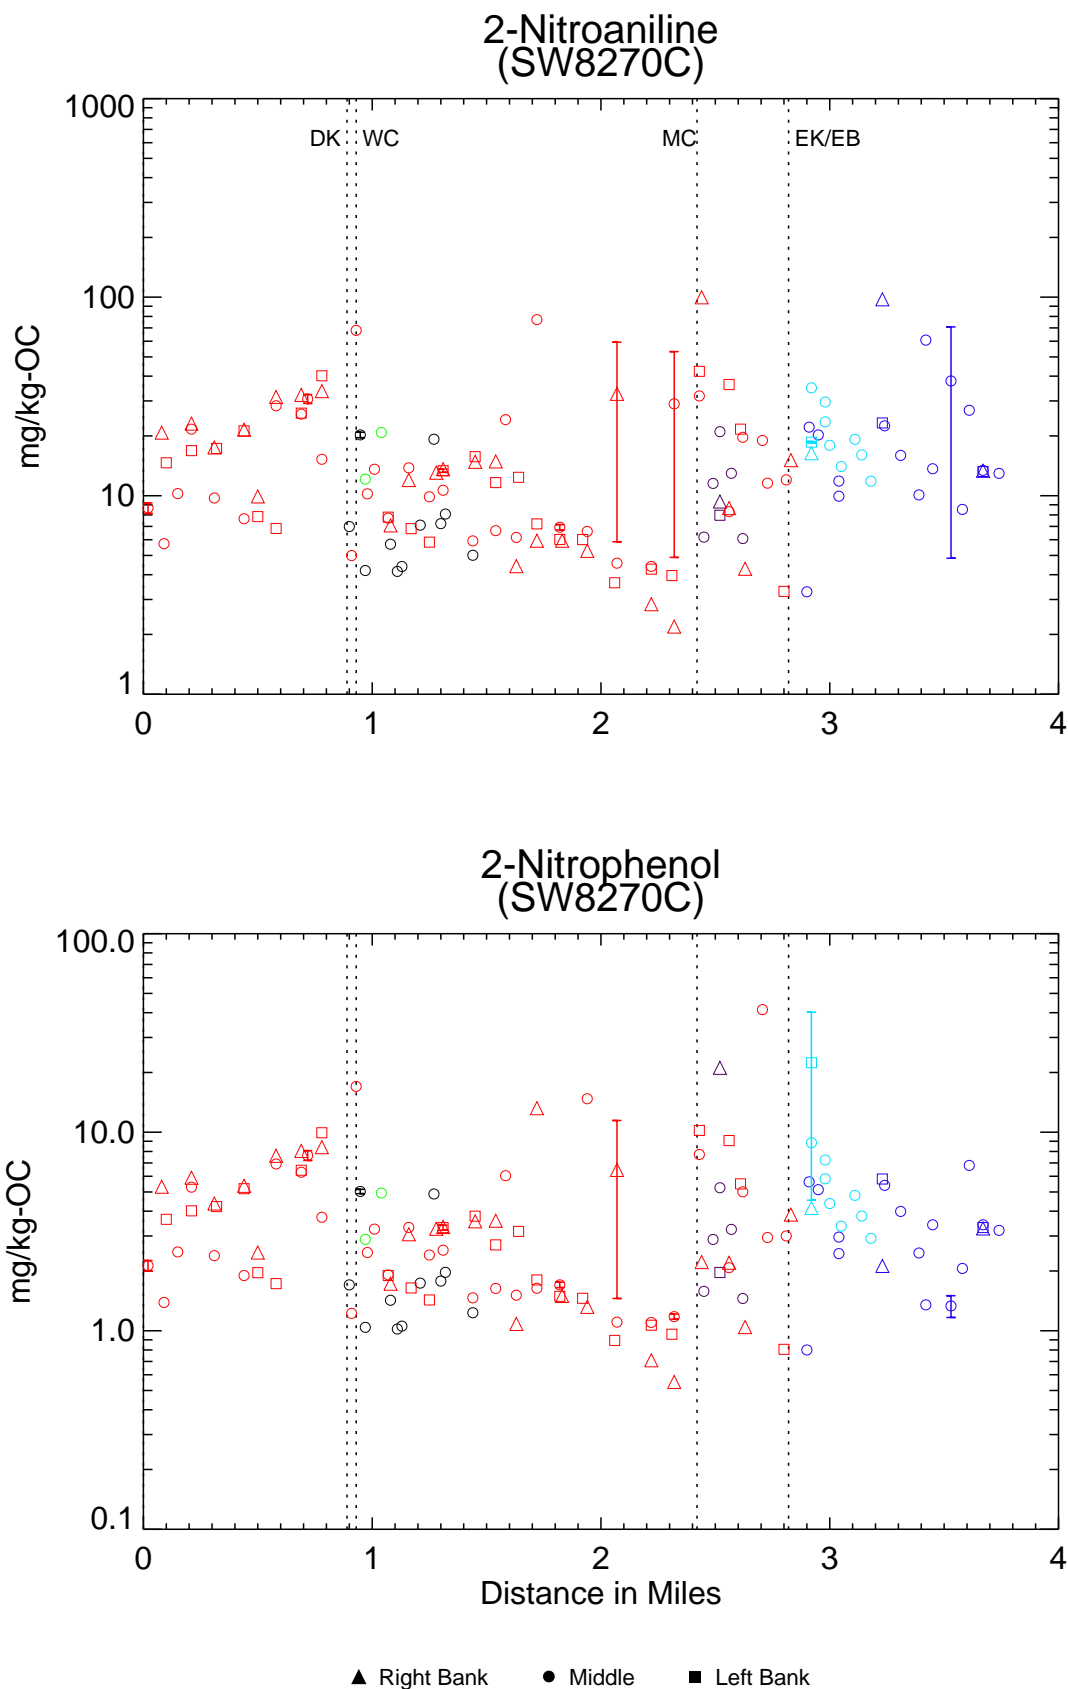 2-Nitroaniline
(SW8270C)
1000
DK WC MC EK/EB
100
mg/kg-OC
10
1
0 1 2 3 4
2-Nitrophenol
(SW8270C)
100.0
10.0
mg/kg-OC
1.0
0.1
0 1 2 3 4
Distance in Miles
Right Bank Middle Left Bank